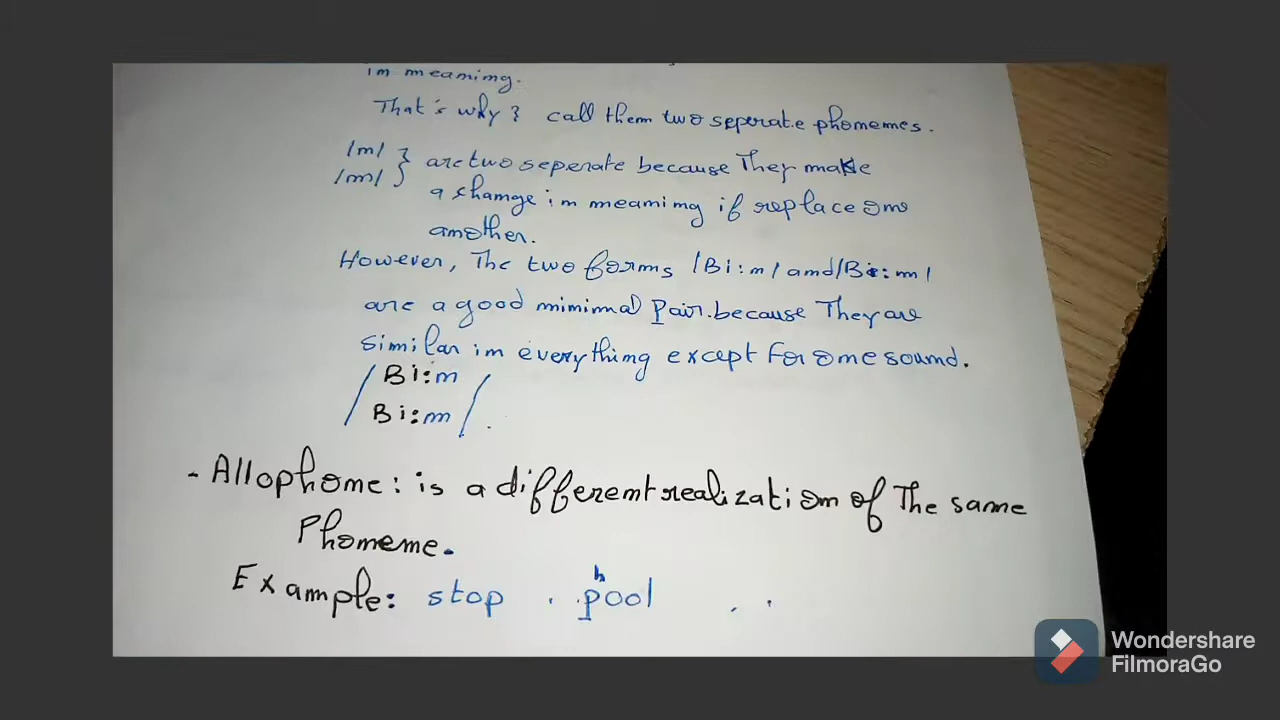 in meaning.
That's why } call them two seperate phonemes.
/n/ } are two seperate because They make
/m/ a change in meaning if replace one
another.
However, The two forms /Bi:n/ and /Bi:m/
are a good minimal Pair. because They are
similar in everything except for one sound.
/ Bi:n /
/ Bi:m / .
- Allophone: is a different realization of The same
Phoneme.
Example: stop . pʰool
Wondershare
FilmoraGo